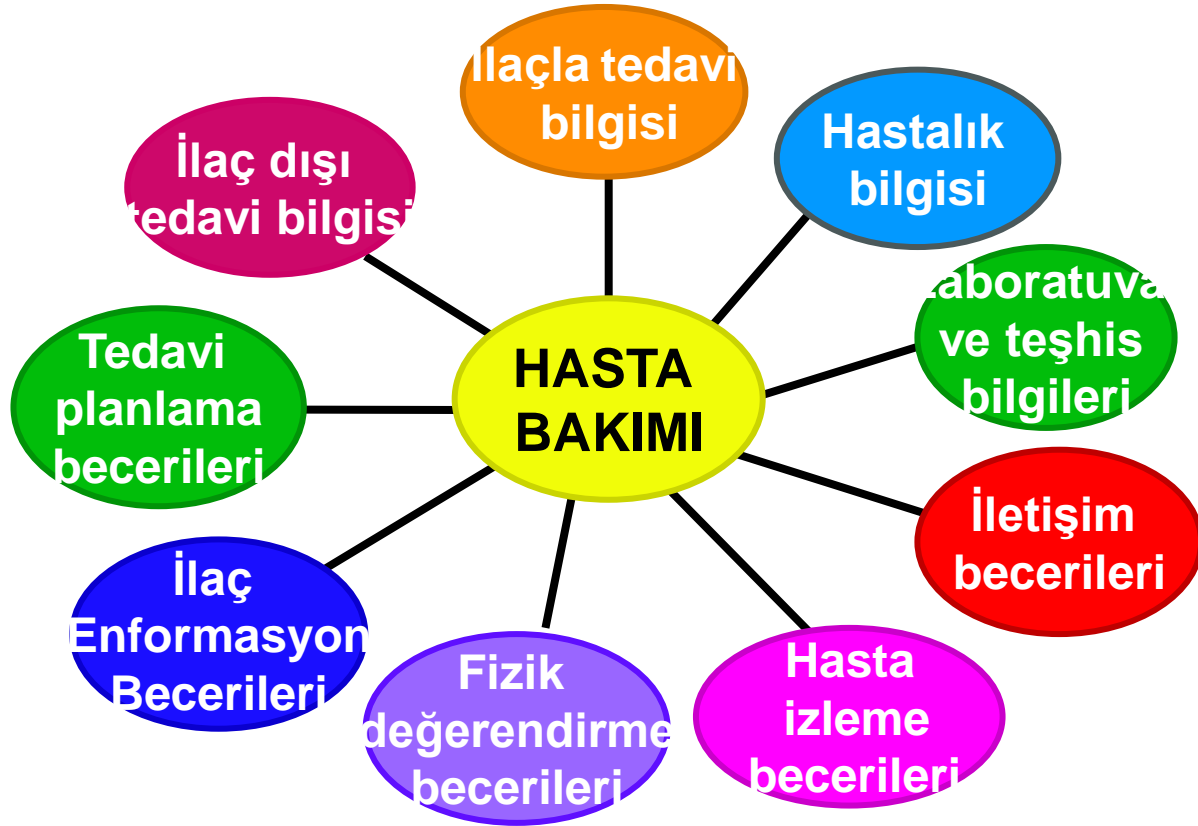 İlaçla tedavi
bilgisi
Hastalık
bilgisi
Laboratuvar
ve teşhis
bilgileri
İletişim
becerileri
Hasta
izleme
becerileri
Fizik
değerendirme
becerileri
İlaç
Enformasyon
Becerileri
Tedavi
planlama
becerileri
İlaç dışı
tedavi bilgisi
HASTA
BAKIMI